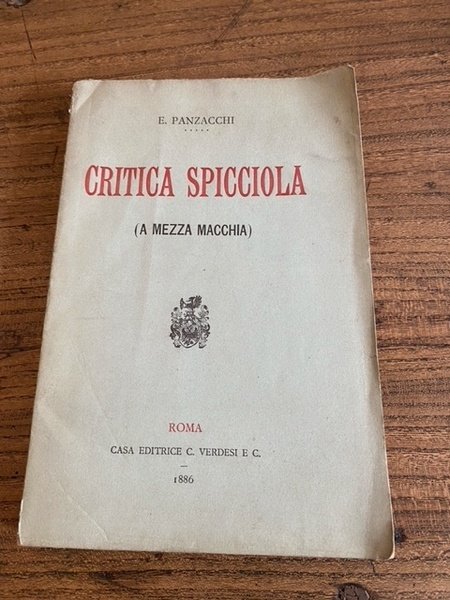 E. PANZACCHI
CRITICA SPICCIOLA
(A MEZZA MACCHIA)
ROMA
CASA EDITRICE C. VERDESI E C.
1886